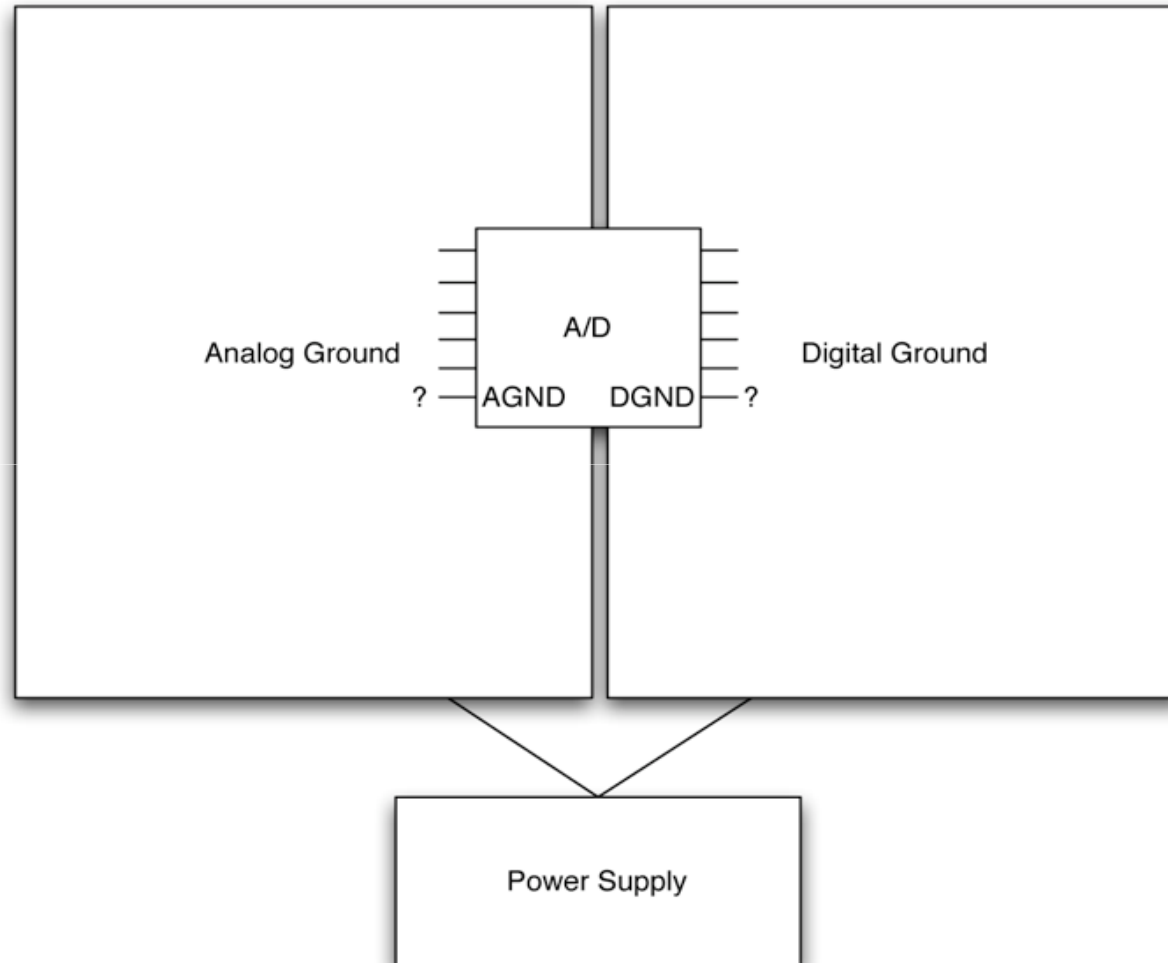 A/D
Analog Ground
Digital Ground
? AGND DGND ?
Power Supply